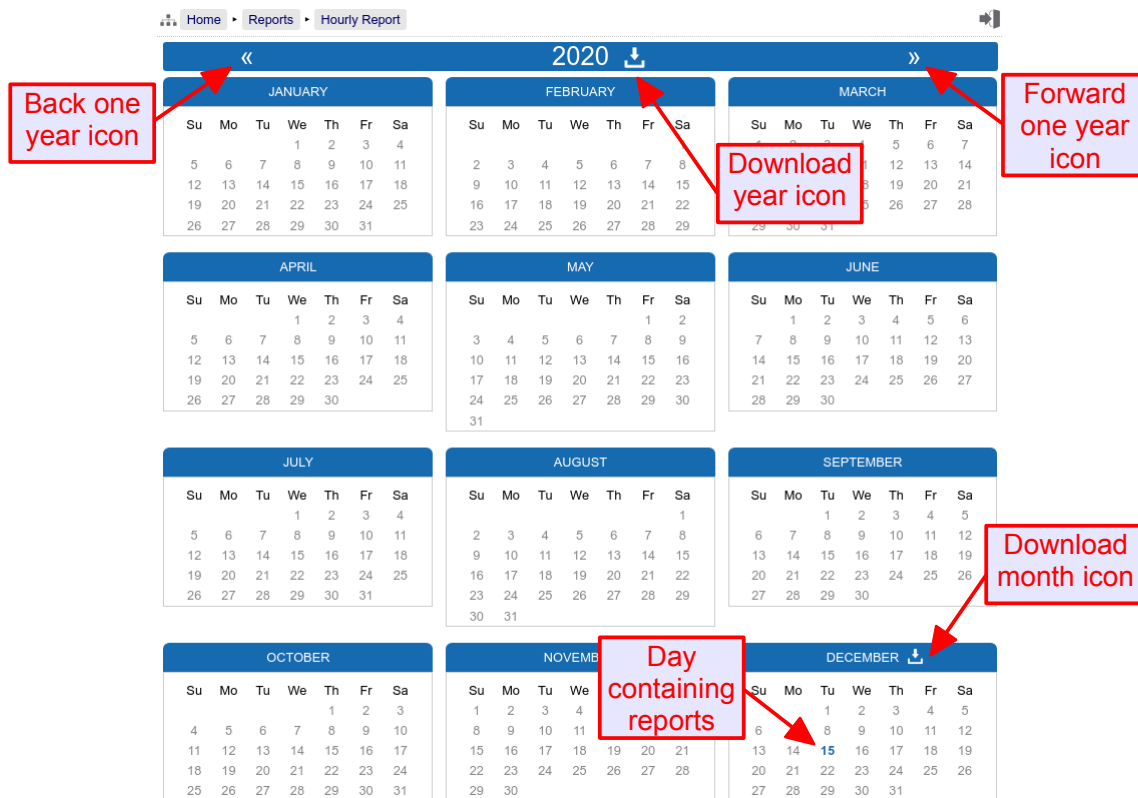 Home ‣ Reports ‣ Hourly Report
« 2020 »
Back one
year icon
Download
year icon
Forward
one year
icon
JANUARY
Su Mo Tu We Th Fr Sa
1 2 3 4
5 6 7 8 9 10 11
12 13 14 15 16 17 18
19 20 21 22 23 24 25
26 27 28 29 30 31
FEBRUARY
Su Mo Tu We Th Fr Sa
2 3 4 5 6 7 8
9 10 11 12 13 14 15
16 17 18 19 20 21 22
23 24 25 26 27 28 29
MARCH
Su Mo Tu We Th Fr Sa
5 6 7
12 13 14
19 20 21
26 27 28
29 30 31
APRIL
Su Mo Tu We Th Fr Sa
1 2 3 4
5 6 7 8 9 10 11
12 13 14 15 16 17 18
19 20 21 22 23 24 25
26 27 28 29 30
MAY
Su Mo Tu We Th Fr Sa
1 2
3 4 5 6 7 8 9
10 11 12 13 14 15 16
17 18 19 20 21 22 23
24 25 26 27 28 29 30
31
JUNE
Su Mo Tu We Th Fr Sa
1 2 3 4 5 6
7 8 9 10 11 12 13
14 15 16 17 18 19 20
21 22 23 24 25 26 27
28 29 30
JULY
Su Mo Tu We Th Fr Sa
1 2 3 4
5 6 7 8 9 10 11
12 13 14 15 16 17 18
19 20 21 22 23 24 25
26 27 28 29 30 31
AUGUST
Su Mo Tu We Th Fr Sa
1
2 3 4 5 6 7 8
9 10 11 12 13 14 15
16 17 18 19 20 21 22
23 24 25 26 27 28 29
30 31
SEPTEMBER
Su Mo Tu We Th Fr Sa
1 2 3 4 5
6 7 8 9 10 11 12
13 14 15 16 17 18 19
20 21 22 23 24 25 26
27 28 29 30
Download
month icon
Day
containing
reports
OCTOBER
Su Mo Tu We Th Fr Sa
1 2 3
4 5 6 7 8 9 10
11 12 13 14 15 16 17
18 19 20 21 22 23 24
25 26 27 28 29 30 31
NOVEMB
Su Mo Tu We
1 2 3 4
8 9 10 11
15 16 17 18 19 20 21
22 23 24 25 26 27 28
29 30
DECEMBER
Su Mo Tu We Th Fr Sa
1 2 3 4 5
6 8 9 10 11 12
13 14 15 16 17 18 19
20 21 22 23 24 25 26
27 28 29 30 31